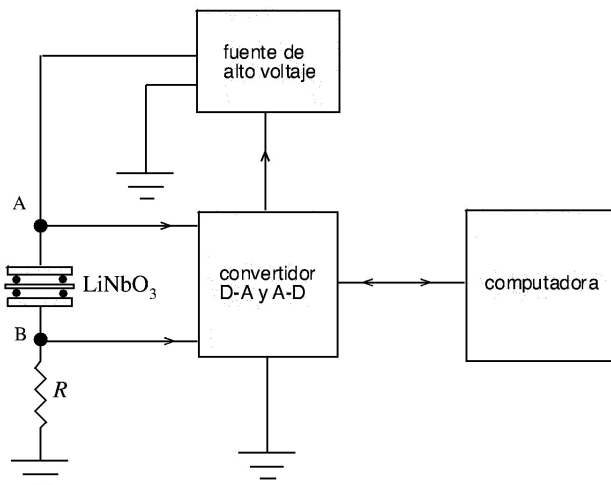 fuente de
alto voltaje
A
LiNbO₃
convertidor
D-A y A-D
computadora
B
R